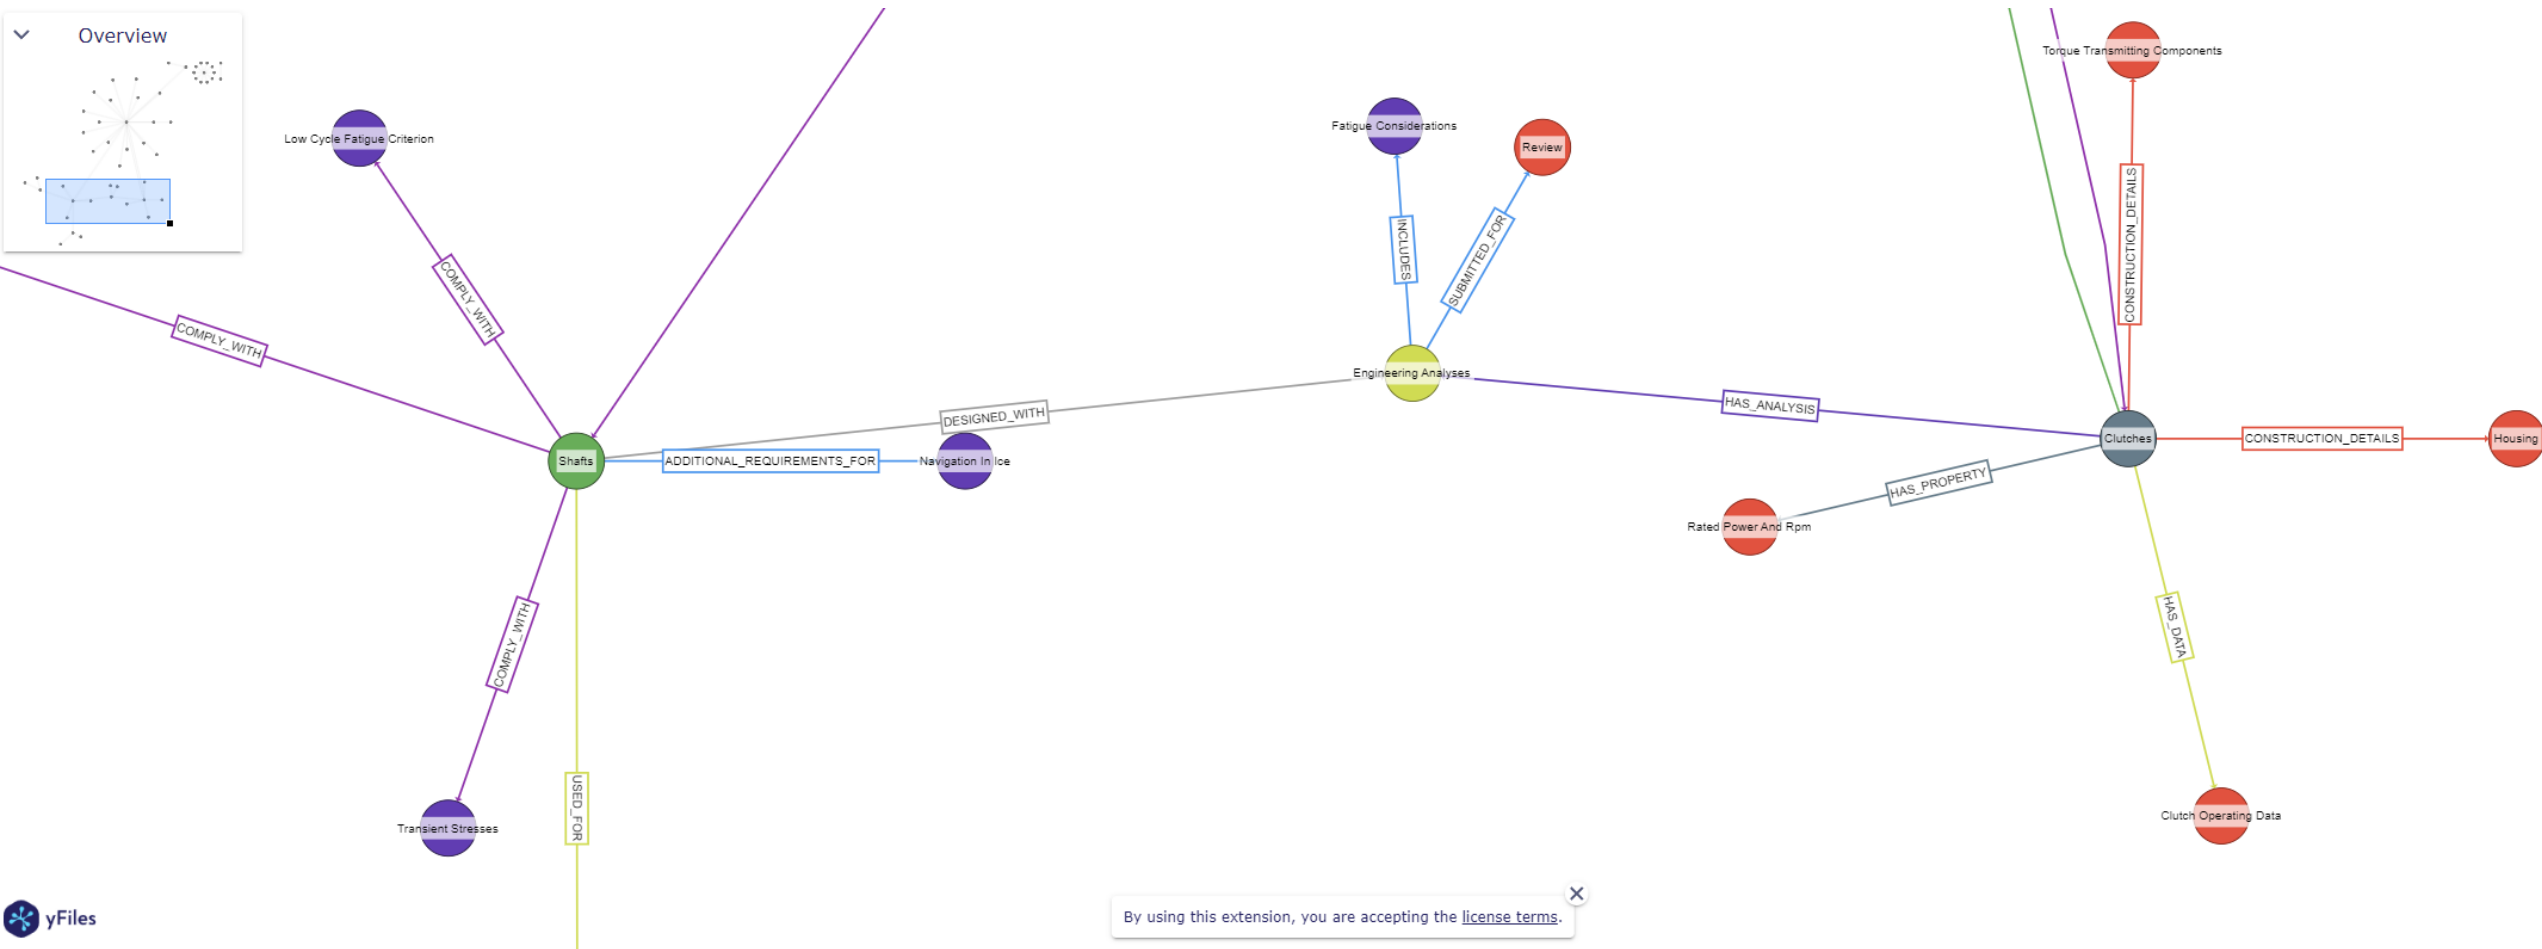 Overview
Torque Transmitting Components
Low Cycle Fatigue Criterion
Fatigue Considerations
Review
CONSTRUCTION_DETAILS
INCLUDES
SUBMITTED_FOR
COMPLY_WITH
COMPLY_WITH
Engineering Analyses
DESIGNED_WITH
HAS_ANALYSIS
Shafts
ADDITIONAL_REQUIREMENTS_FOR
Navigation In Ice
Clutches
CONSTRUCTION_DETAILS
Housing
HAS_PROPERTY
Rated Power And Rpm
COMPLY_WITH
HAS_DATA
USED_FOR
Transient Stresses
Clutch Operating Data
yFiles
By using this extension, you are accepting the license terms.